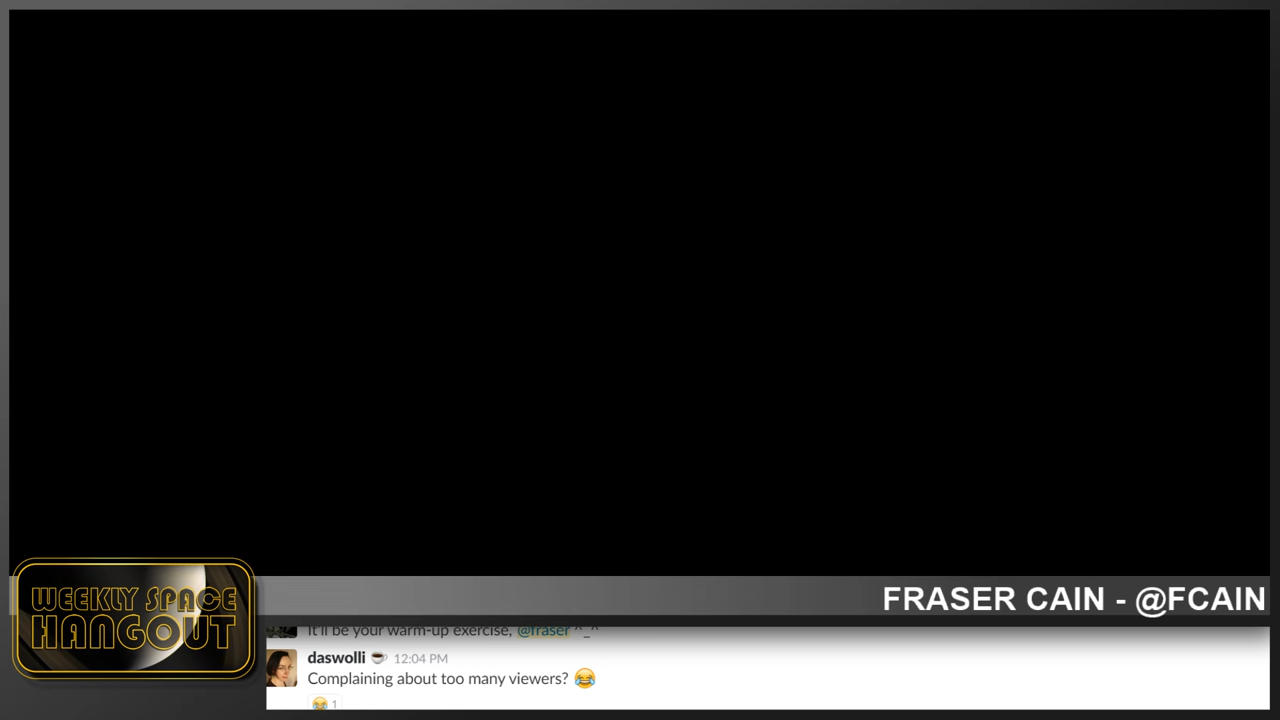 FRASER CAIN - @FCAIN
WEEKLY SPACE
HANGOUT
It'll be your warm-up exercise, @fraser ^_^
daswolli ☕ 12:04 PM
Complaining about too many viewers? 😂
😂 1